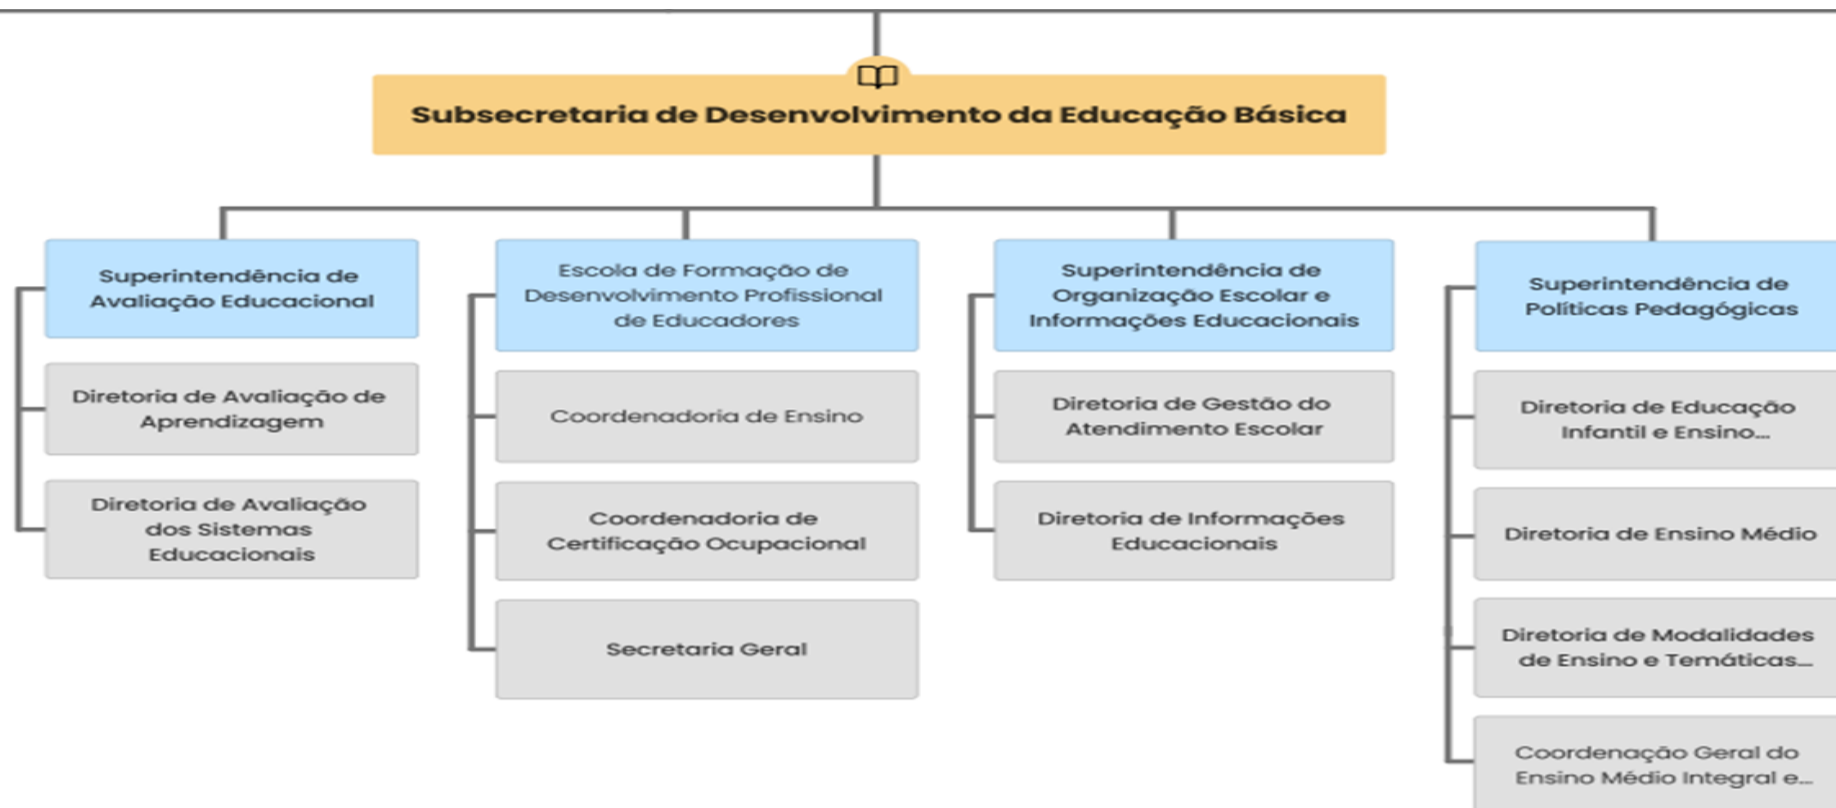 Subsecretaria de Desenvolvimento da Educação Básica
Superintendência de
Avaliação Educacional
Diretoria de Avaliação de
Aprendizagem
Diretoria de Avaliação
dos Sistemas
Educacionais
Escola de Formação de
Desenvolvimento Profissional
de Educadores
Coordenadoria de Ensino
Coordenadoria de
Certificação Ocupacional
Secretaria Geral
Superintendência de
Organização Escolar e
Informações Educacionais
Diretoria de Gestão do
Atendimento Escolar
Diretoria de Informações
Educacionais
Superintendência de
Políticas Pedagógicas
Diretoria de Educação
Infantil e Ensino...
Diretoria de Ensino Médio
Diretoria de Modalidades
de Ensino e Temáticas...
Coordenação Geral do
Ensino Médio Integral e...